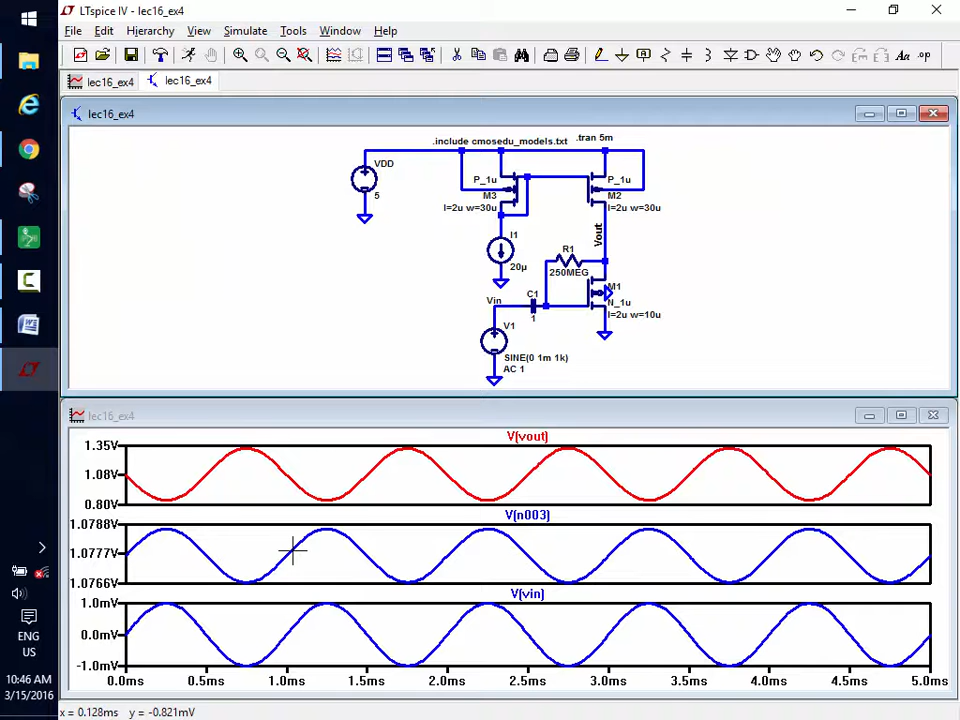 LTspice IV - lec16_ex4
File Edit Hierarchy View Simulate Tools Window Help
lec16_ex4 lec16_ex4
lec16_ex4
.include cmosedu_models.txt .tran 5m
VDD
5
P_1u
M3
l=2u w=30u
P_1u
M2
l=2u w=30u
I1
20µ
Vout
R1
250MEG
C1
1
Vin
M1
N_1u
l=2u w=10u
V1
SINE(0 1m 1k)
AC 1
lec16_ex4
V(vout)
1.35V
1.08V
0.80V
V(n003)
1.0788V
1.0777V
1.0766V
V(vin)
1.0mV
0.0mV
-1.0mV
0.0ms 0.5ms 1.0ms 1.5ms 2.0ms 2.5ms 3.0ms 3.5ms 4.0ms 4.5ms 5.0ms
x = 0.128ms y = -0.821mV
ENG
US
10:46 AM
3/15/2016